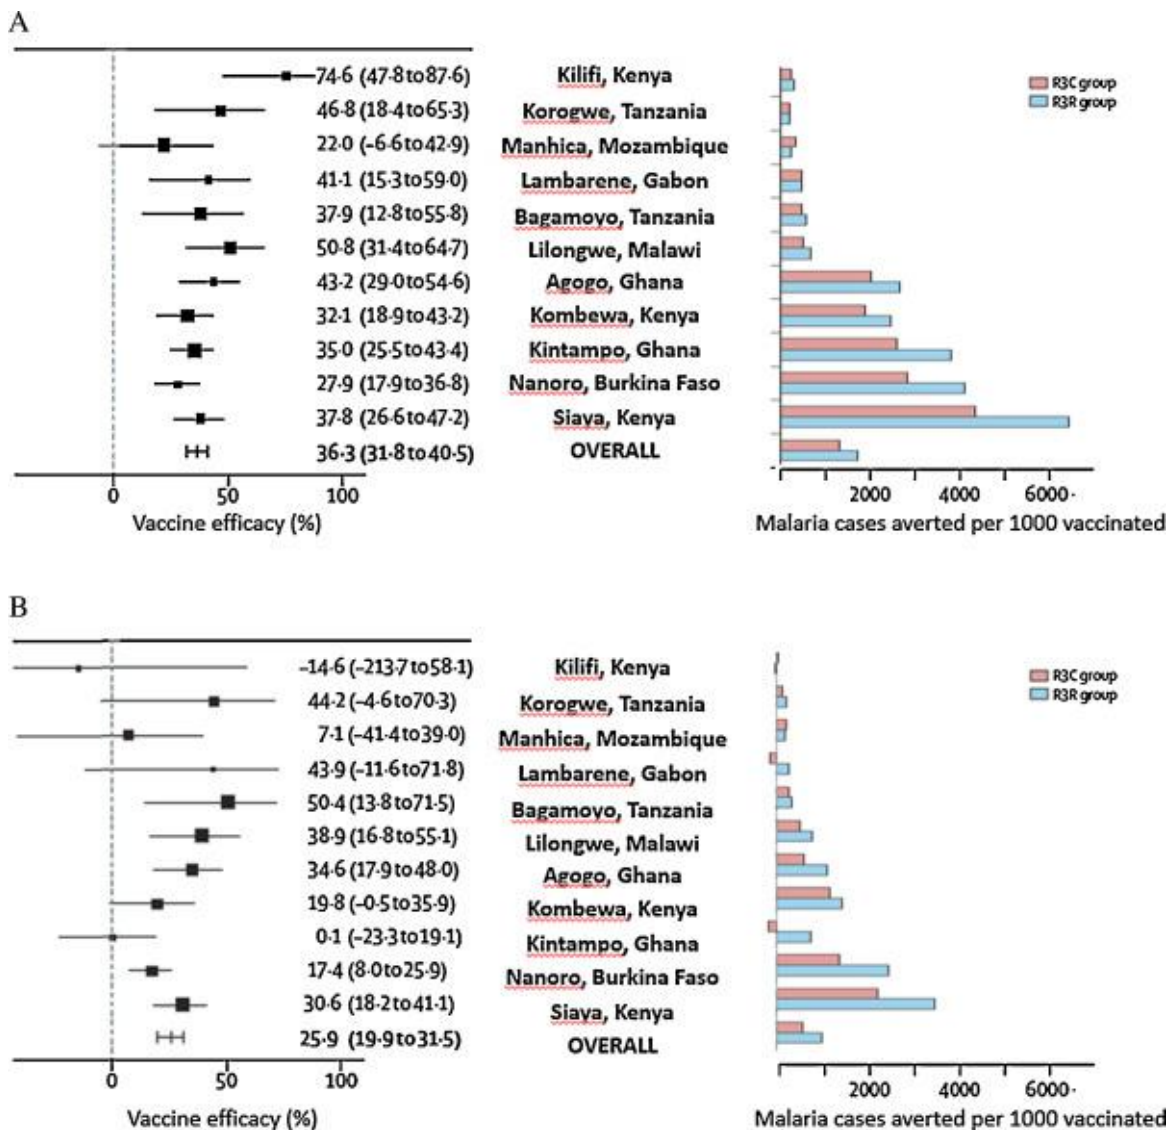 A
74·6 (47·8 to 87·6) Kilifi, Kenya
R3C group
R3R group
46·8 (18·4 to 65·3) Korogwe, Tanzania
22·0 (–6·6 to 42·9) Manhica, Mozambique
41·1 (15·3 to 59·0) Lambarene, Gabon
37·9 (12·8 to 55·8) Bagamoyo, Tanzania
50·8 (31·4 to 64·7) Lilongwe, Malawi
43·2 (29·0 to 54·6) Agogo, Ghana
32·1 (18·9 to 43·2) Kombewa, Kenya
35·0 (25·5 to 43·4) Kintampo, Ghana
27·9 (17·9 to 36·8) Nanoro, Burkina Faso
37·8 (26·6 to 47·2) Siaya, Kenya
36·3 (31·8 to 40·5) OVERALL
0 50 100 2000 4000 6000·
Vaccine efficacy (%) Malaria cases averted per 1000 vaccinated
B
–14·6 (–213·7 to 58·1) Kilifi, Kenya
R3C group
R3R group
44·2 (–4·6 to 70·3) Korogwe, Tanzania
7·1 (–41·4 to 39·0) Manhica, Mozambique
43·9 (–11·6 to 71·8) Lambarene, Gabon
50·4 (13·8 to 71·5) Bagamoyo, Tanzania
38·9 (16·8 to 55·1) Lilongwe, Malawi
34·6 (17·9 to 48·0) Agogo, Ghana
19·8 (–0·5 to 35·9) Kombewa, Kenya
0·1 (–23·3 to 19·1) Kintampo, Ghana
17·4 (8·0 to 25·9) Nanoro, Burkina Faso
30·6 (18·2 to 41·1) Siaya, Kenya
25·9 (19·9 to 31·5) OVERALL
0 50 100 2000 4000 6000·
Vaccine efficacy (%) Malaria cases averted per 1000 vaccinated